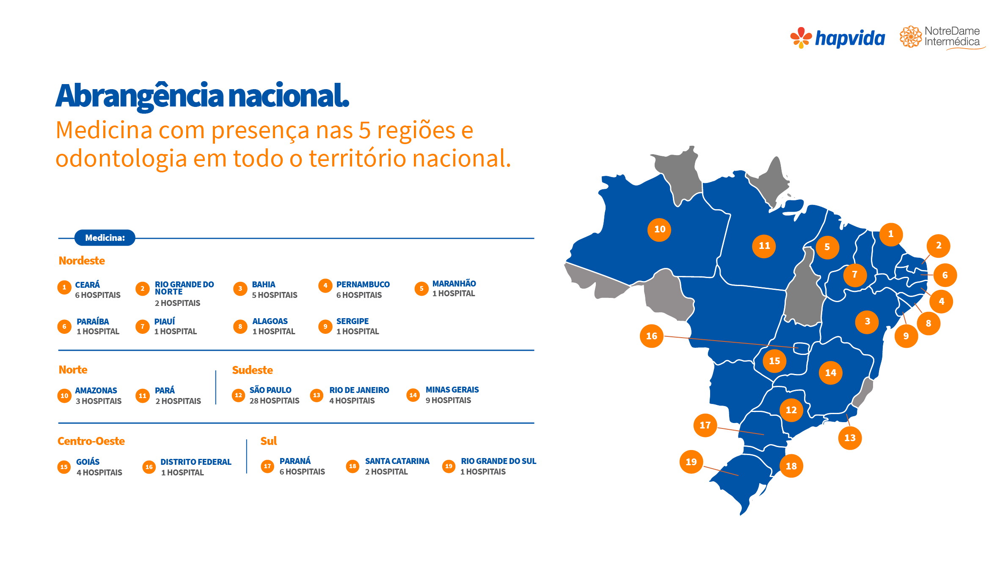 hapvida
NotreDame
Intermédica
Abrangência nacional.
Medicina com presença nas 5 regiões e
odontologia em todo o território nacional.
Medicina:
Nordeste
1 CEARÁ
6 HOSPITAIS
2 RIO GRANDE DO
NORTE
2 HOSPITAIS
3 BAHIA
5 HOSPITAIS
4 PERNAMBUCO
6 HOSPITAIS
5 MARANHÃO
1 HOSPITAL
6 PARAÍBA
1 HOSPITAL
7 PIAUÍ
1 HOSPITAL
8 ALAGOAS
1 HOSPITAL
9 SERGIPE
1 HOSPITAL
Norte
10 AMAZONAS
3 HOSPITAIS
11 PARÁ
2 HOSPITAIS
Sudeste
12 SÃO PAULO
28 HOSPITAIS
13 RIO DE JANEIRO
4 HOSPITAIS
14 MINAS GERAIS
9 HOSPITAIS
Centro-Oeste
15 GOIÁS
4 HOSPITAIS
16 DISTRITO FEDERAL
1 HOSPITAL
Sul
17 PARANÁ
6 HOSPITAIS
18 SANTA CATARINA
2 HOSPITAL
19 RIO GRANDE DO SUL
1 HOSPITAIS
10
11
5
1
2
7
6
4
3
8
9
16
15
14
12
17
13
19
18